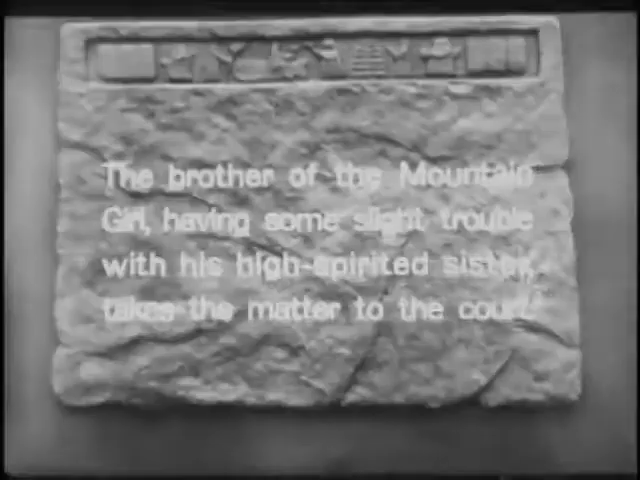 The brother of the Mountain
Girl, having some slight trouble
with his high-spirited sister,
takes the matter to the court.